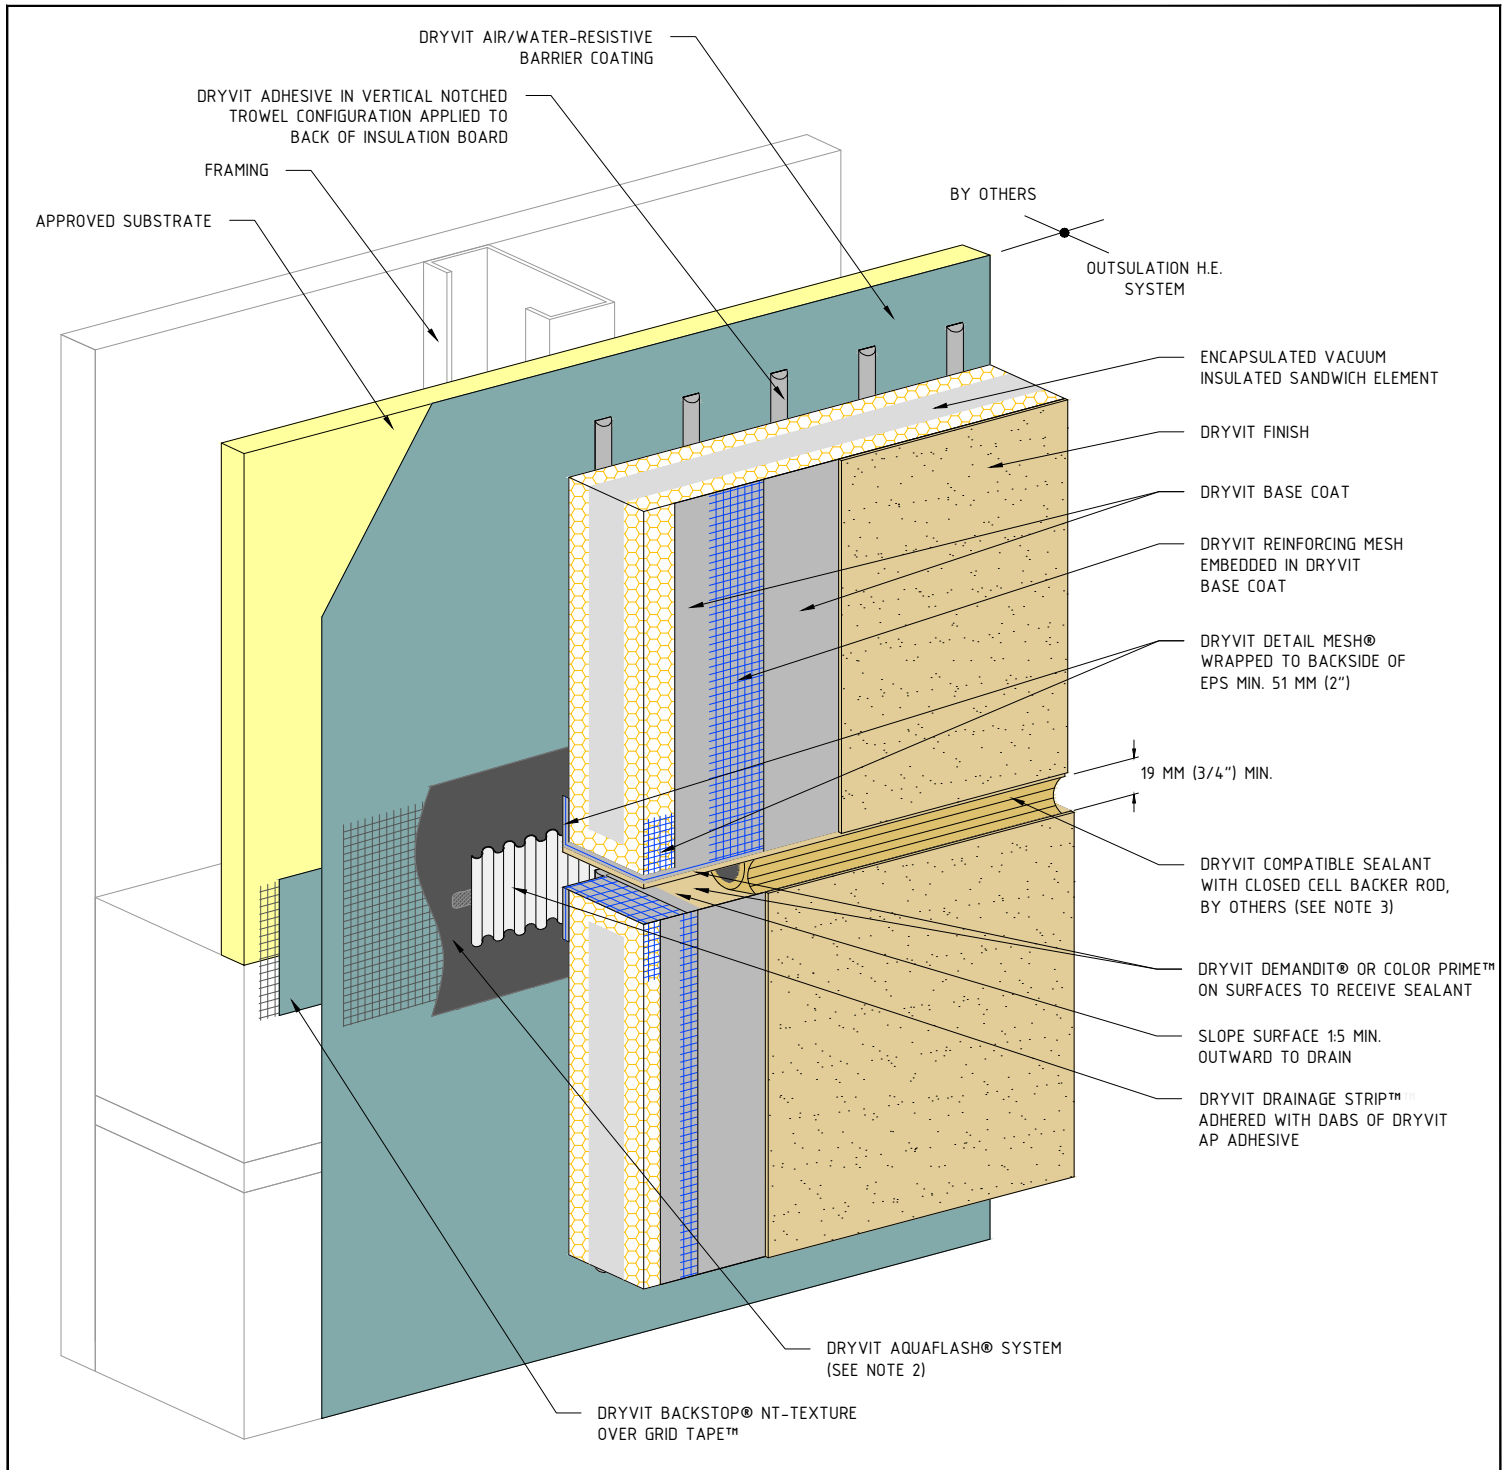 DRYVIT AIR/WATER-RESISTIVE
BARRIER COATING
DRYVIT ADHESIVE IN VERTICAL NOTCHED
TROWEL CONFIGURATION APPLIED TO
BACK OF INSULATION BOARD
FRAMING
APPROVED SUBSTRATE
BY OTHERS
OUTSULATION H.E.
SYSTEM
ENCAPSULATED VACUUM
INSULATED SANDWICH ELEMENT
DRYVIT FINISH
DRYVIT BASE COAT
DRYVIT REINFORCING MESH
EMBEDDED IN DRYVIT
BASE COAT
DRYVIT DETAIL MESH®
WRAPPED TO BACKSIDE OF
EPS MIN. 51 MM (2")
19 MM (3/4") MIN.
DRYVIT COMPATIBLE SEALANT
WITH CLOSED CELL BACKER ROD,
BY OTHERS (SEE NOTE 3)
DRYVIT DEMANDIT® OR COLOR PRIME™
ON SURFACES TO RECEIVE SEALANT
SLOPE SURFACE 1:5 MIN.
OUTWARD TO DRAIN
DRYVIT DRAINAGE STRIP™
ADHERED WITH DABS OF DRYVIT
AP ADHESIVE
DRYVIT AQUAFLASH® SYSTEM
(SEE NOTE 2)
DRYVIT BACKSTOP® NT-TEXTURE
OVER GRID TAPE™